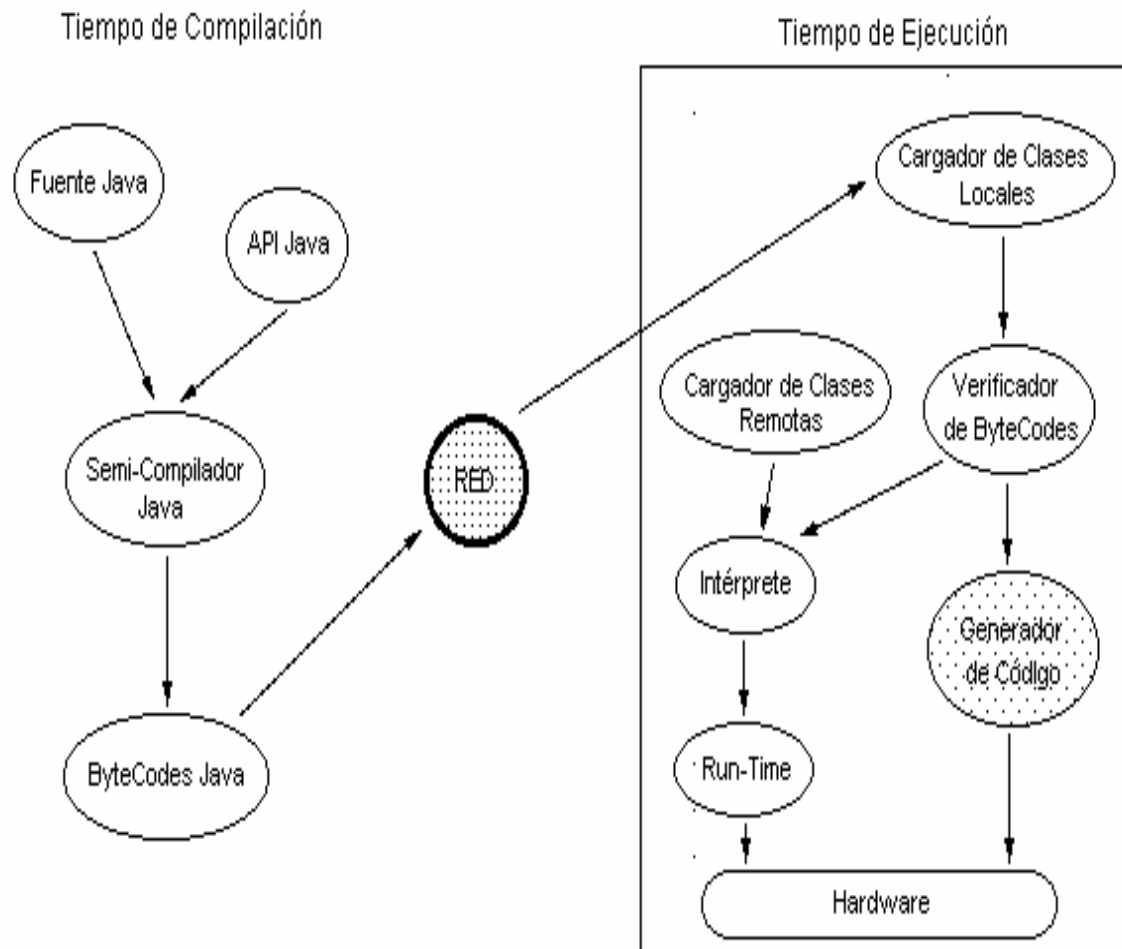 Tiempo de Compilación
Tiempo de Ejecución
Fuente Java
API Java
Semi-Compilador
Java
ByteCodes Java
RED
Cargador de Clases
Locales
Cargador de Clases
Remotas
Verificador
de ByteCodes
Intérprete
Generador
de Código
Run-Time
Hardware